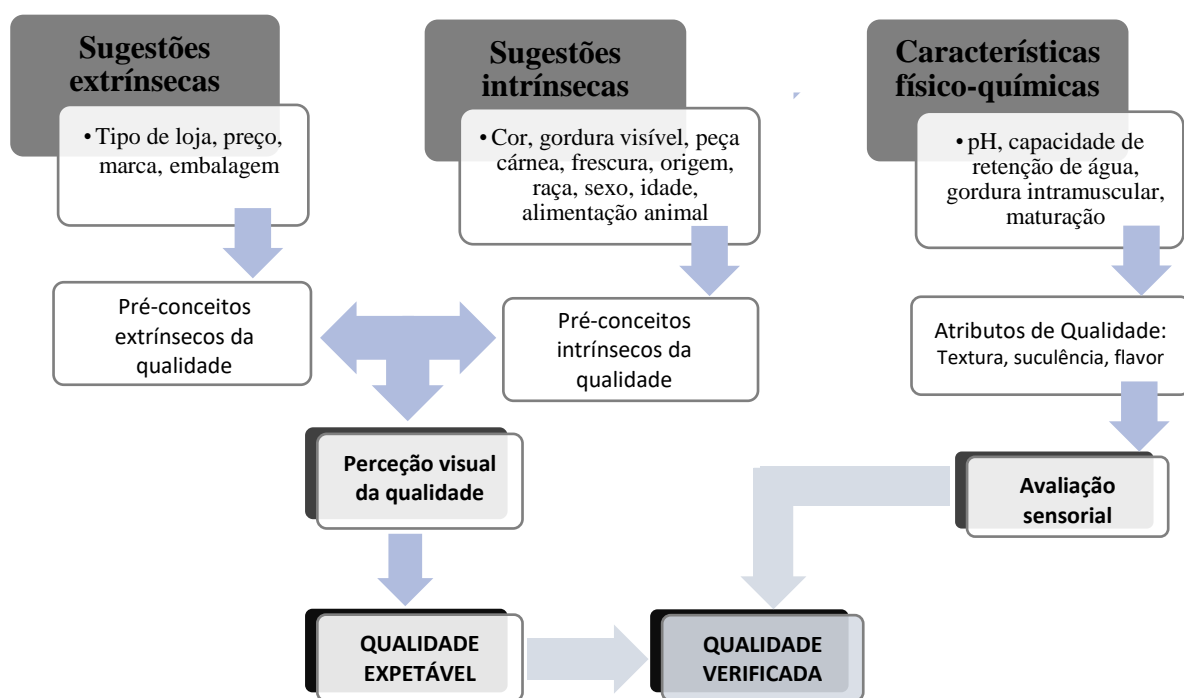 Sugestões
extrínsecas
• Tipo de loja, preço,
marca, embalagem
Pré-conceitos
extrínsecos da
qualidade
Sugestões
intrínsecas
• Cor, gordura visível, peça
cárnea, frescura, origem,
raça, sexo, idade,
alimentação animal
Pré-conceitos
intrínsecos da
qualidade
Perceção visual
da qualidade
QUALIDADE
EXPETÁVEL
Característicias
físico-químicas
• pH, capacidade de
retenção de água,
gordura intramuscular,
maturação
Atributos de Qualidade:
Textura, suculência, flavor
Avaliação
sensorial
QUALIDADE
VERIFICADA